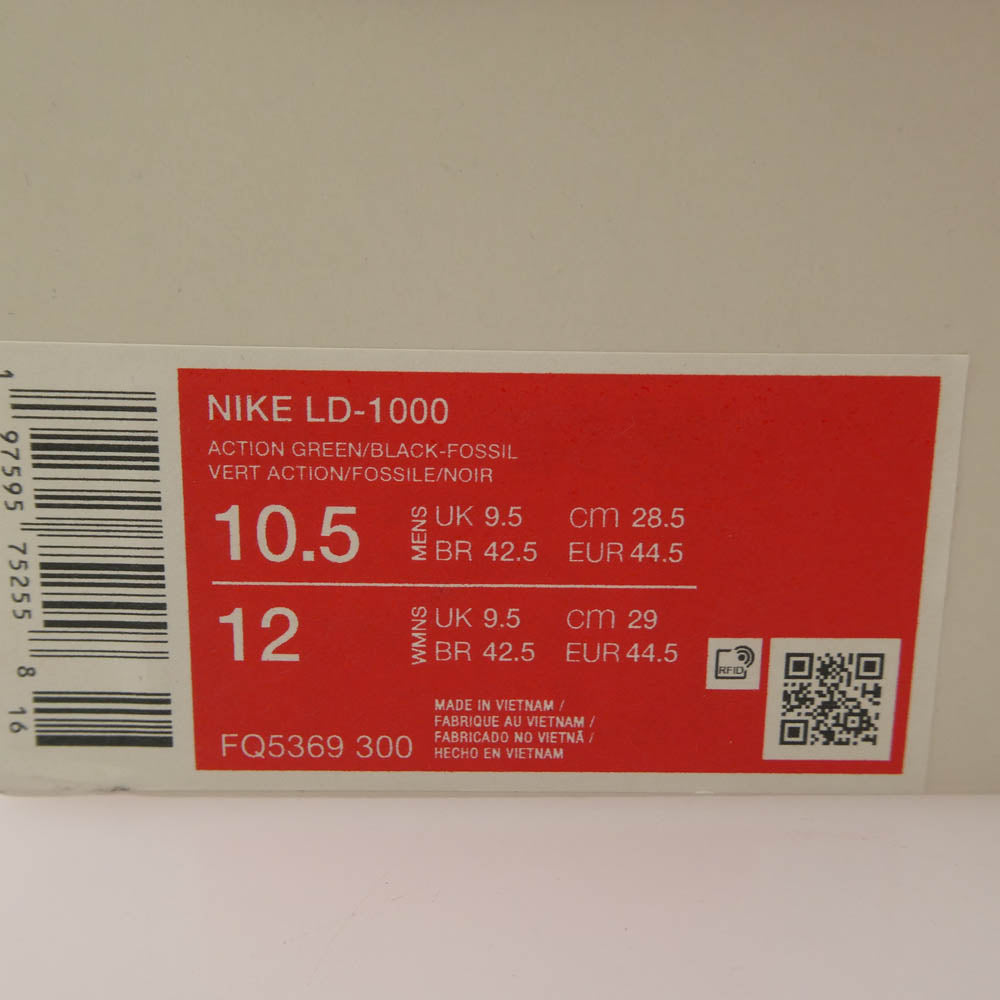 1 97595 75255 8 16
NIKE LD-1000
ACTION GREEN/BLACK-FOSSIL
VERT ACTION/FOSSILE/NOIR
10.5 MENS UK 9.5 cm 28.5
BR 42.5 EUR 44.5
12 WMNS UK 9.5 cm 29
BR 42.5 EUR 44.5
RFID
FQ5369 300
MADE IN VIETNAM /
FABRIQUE AU VIETNAM /
FABRICADO NO VIETNÃ /
HECHO EN VIETNAM